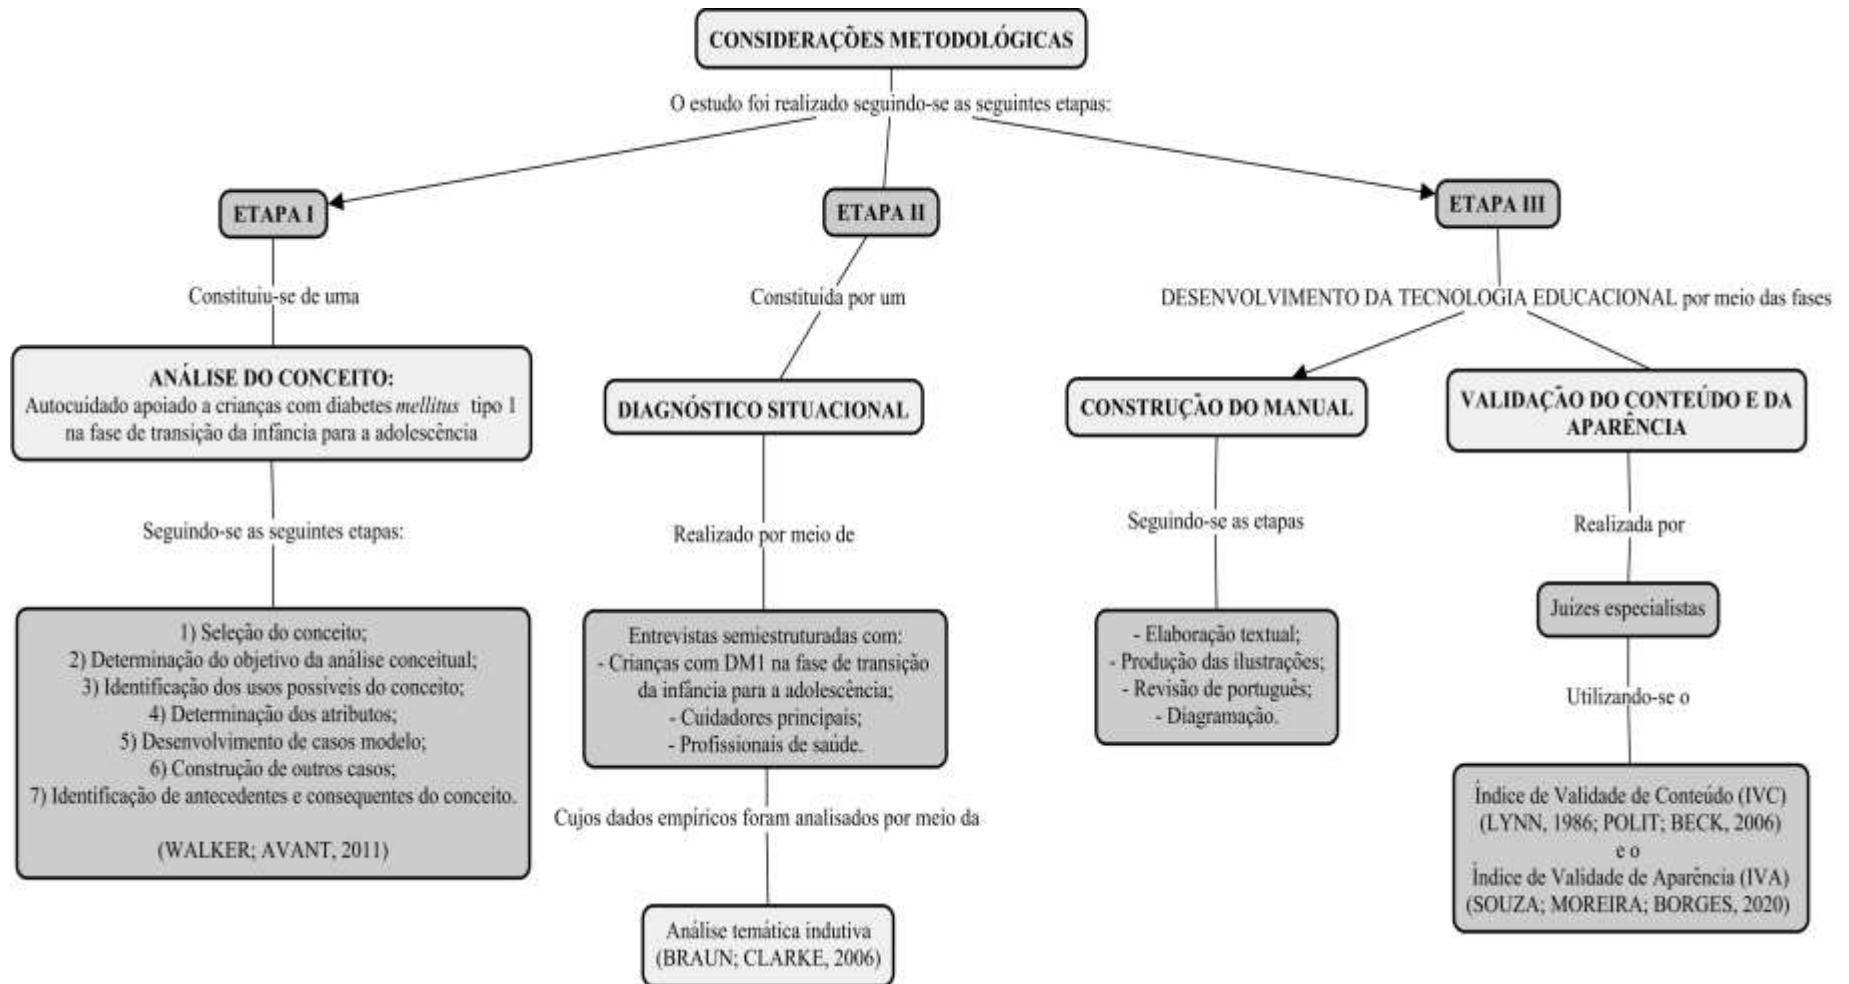 CONSIDERAÇÕES METODOLÓGICAS
O estudo foi realizado seguindo-se as seguintes etapas:
ETAPA I
Constituiu-se de uma
ANÁLISE DO CONCEITO:
Autocuidado apoiado a crianças com diabetes mellitus tipo 1
na fase de transição da infância para a adolescência
Seguindo-se as seguintes etapas:
1) Seleção do conceito;
2) Determinação do objetivo da análise conceitual;
3) Identificação dos usos possíveis do conceito;
4) Determinação dos atributos;
5) Desenvolvimento de casos modelo;
6) Construção de outros casos;
7) Identificação de antecedentes e consequentes do conceito.
(WALKER; AVANT, 2011)
ETAPA II
Constituída por um
DIAGNÓSTICO SITUACIONAL
Realizado por meio de
Entrevistas semiestruturadas com:
- Crianças com DM1 na fase de transição
da infância para a adolescência;
- Cuidadores principais;
- Profissionais de saúde.
Cujos dados empíricos foram analisados por meio da
Análise temática indutiva
(BRAUN; CLARKE, 2006)
ETAPA III
DESENVOLVIMENTO DA TECNOLOGIA EDUCACIONAL por meio das fases
CONSTRUÇÃO DO MANUAL
Seguindo-se as etapas
- Elaboração textual;
- Produção das ilustrações;
- Revisão de português;
- Diagramação.
VALIDAÇÃO DO CONTEÚDO E DA
APARÊNCIA
Realizada por
Juízes especialistas
Utilizando-se o
Índice de Validade de Conteúdo (IVC)
(LYNN, 1986; POLIT; BECK, 2006)
e o
Índice de Validade de Aparência (IVA)
(SOUZA; MOREIRA; BORGES, 2020)